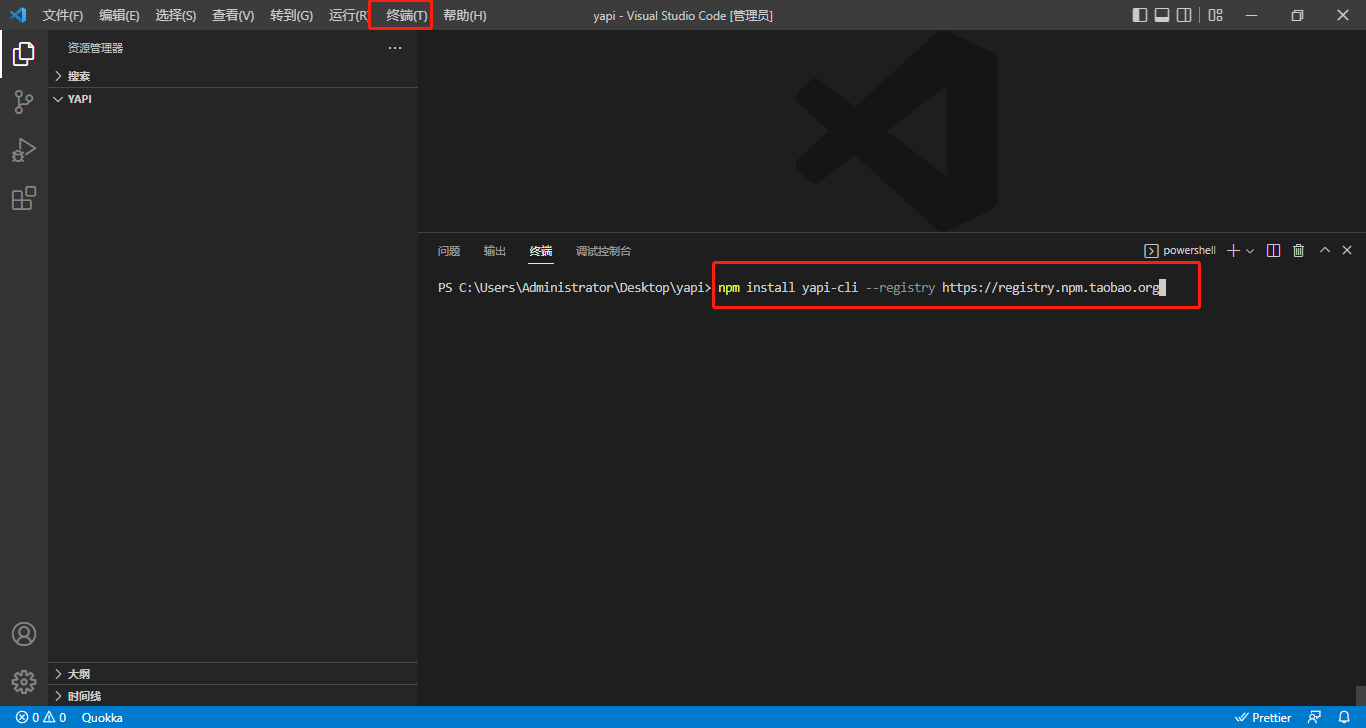 文件(F) 编辑(E) 选择(S) 查看(V) 转到(G) 运行(R 终端(T) 帮助(H) yapi - Visual Studio Code [管理员]
资源管理器 ···
搜索
YAPI
问题 输出 终端 调试控制台 powershell
PS C:\Users\Administrator\Desktop\yapi> npm install yapi-cli --registry https://registry.npm.taobao.org
大纲
时间线
0 0 Quokka Prettier